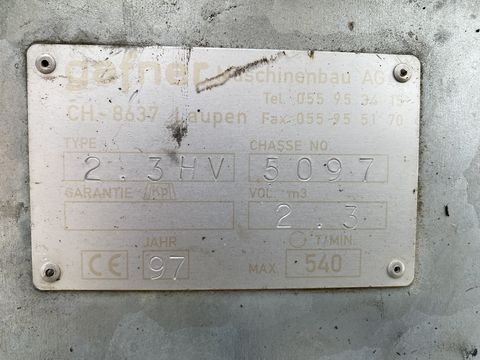 gafner Maschinenbau AG
Tel. 055 95 34 15
CH.-8637 Laupen Fax. 055 95 51 70
TYPE CHASSE NO.
2.3HV 5097
GARANTIE VOL. m3
2.3
JAHR T/MIN.
CE 97 MAX. 540